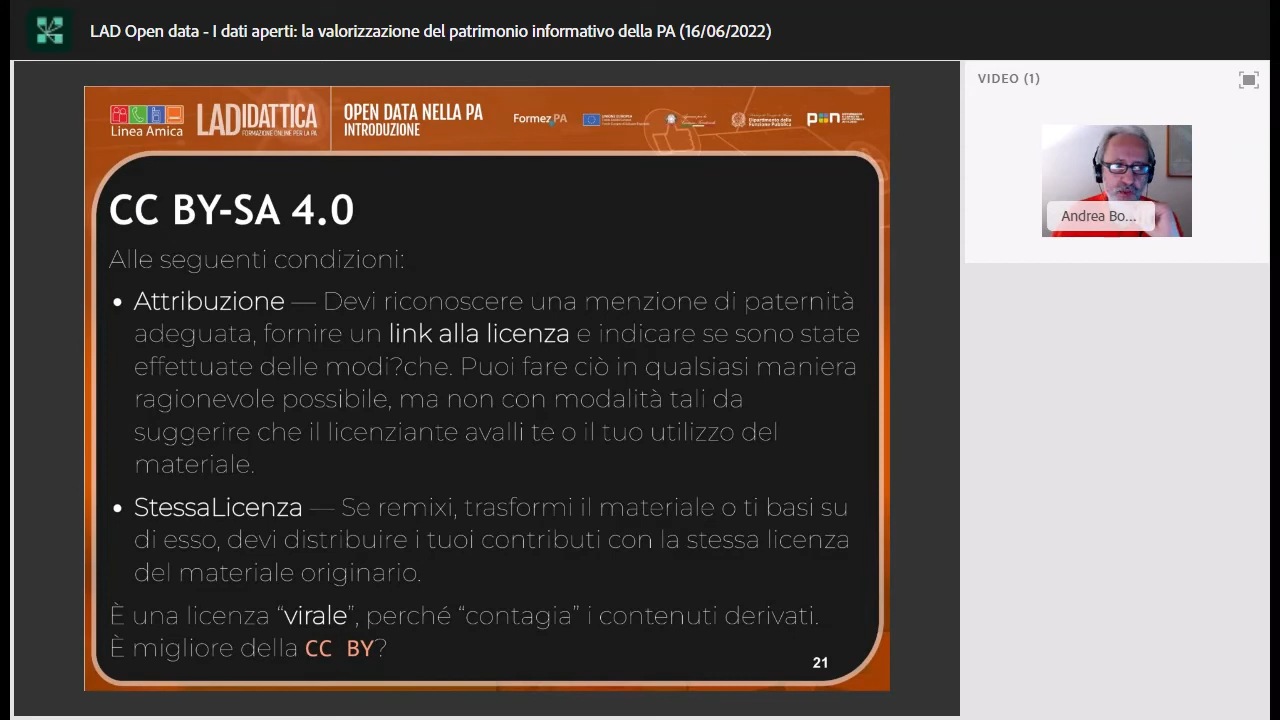 LAD Open data - I dati aperti: la valorizzazione del patrimonio informativo della PA (16/06/2022)
VIDEO (1)
Linea Amica
LADIDATTICA
FORMAZIONE ONLINE PER LA PA
OPEN DATA NELLA PA
INTRODUZIONE
Formez PA
UNIONE EUROPEA
Dipartimento della
Funzione Pubblica
pon
CC BY-SA 4.0
Alle seguenti condizioni:
• Attribuzione — Devi riconoscere una menzione di paternità
adeguata, fornire un link alla licenza e indicare se sono state
effettuate delle modi?che. Puoi fare ciò in qualsiasi maniera
ragionevole possibile, ma non con modalità tali da
suggerire che il licenziante avalli te o il tuo utilizzo del
materiale.
• StessaLicenza — Se remixi, trasformi il materiale o ti basi su
di esso, devi distribuire i tuoi contributi con la stessa licenza
del materiale originario.
È una licenza “virale”, perché “contagia” i contenuti derivati.
È migliore della CC BY?
21
Andrea Bo...